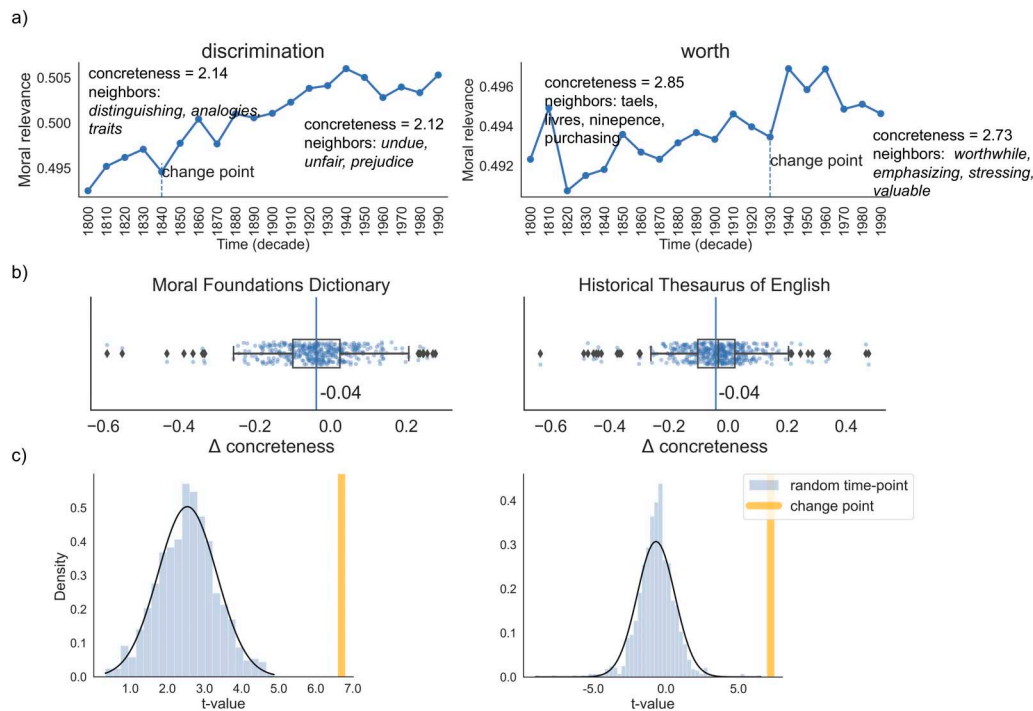 a)
discrimination
Moral relevance
0.505
0.500
0.495
concreteness = 2.14
neighbors:
distinguishing, analogies,
traits
concreteness = 2.12
neighbors: undue,
unfair, prejudice
change point
1800 1810 1820 1830 1840 1850 1860 1870 1880 1890 1900 1910 1920 1930 1940 1950 1960 1970 1980 1990
Time (decade)
worth
Moral relevance
0.496
0.494
0.492
concreteness = 2.85
neighbors: taels,
livres, ninepence,
purchasing
change point
concreteness = 2.73
neighbors: worthwhile,
emphasizing, stressing,
valuable
1800 1810 1820 1830 1840 1850 1860 1870 1880 1890 1900 1910 1920 1930 1940 1950 1960 1970 1980 1990
Time (decade)
b)
Moral Foundations Dictionary
-0.04
−0.6 −0.4 −0.2 0.0 0.2
Δ concreteness
Historical Thesaurus of English
-0.04
−0.6 −0.4 −0.2 0.0 0.2 0.4
Δ concreteness
c)
Density
0.5
0.4
0.3
0.2
0.1
0.0
1.0 2.0 3.0 4.0 5.0 6.0 7.0
t-value
0.4
0.3
0.2
0.1
0.0
-5.0 0.0 5.0
t-value
random time-point
change point